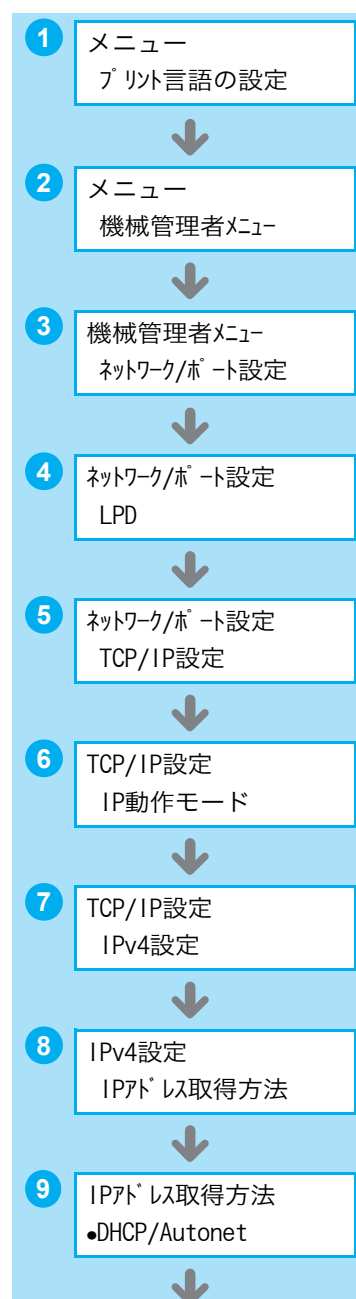 1
メニュー
ﾌﾟﾘﾝﾄ言語の設定
2
メニュー
機械管理者ﾒﾆｭｰ
3
機械管理者ﾒﾆｭｰ
ﾈｯﾄﾜｰｸ/ﾎﾟｰﾄ設定
4
ﾈｯﾄﾜｰｸ/ﾎﾟｰﾄ設定
LPD
5
ﾈｯﾄﾜｰｸ/ﾎﾟｰﾄ設定
TCP/IP設定
6
TCP/IP設定
IP動作モード
7
TCP/IP設定
IPv4設定
8
IPv4設定
IPｱﾄﾞﾚｽ取得方法
9
IPｱﾄﾞﾚｽ取得方法
●DHCP/Autonet